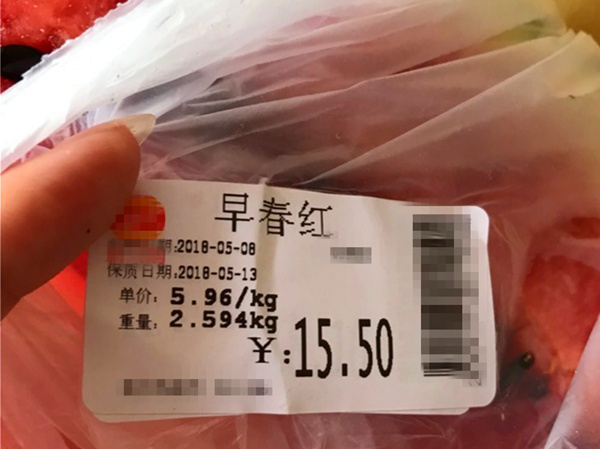 早春红
期:2018-05-08
保质日期:2018-05-13
单价: 5.96/kg
重量: 2.594kg
¥:15.50